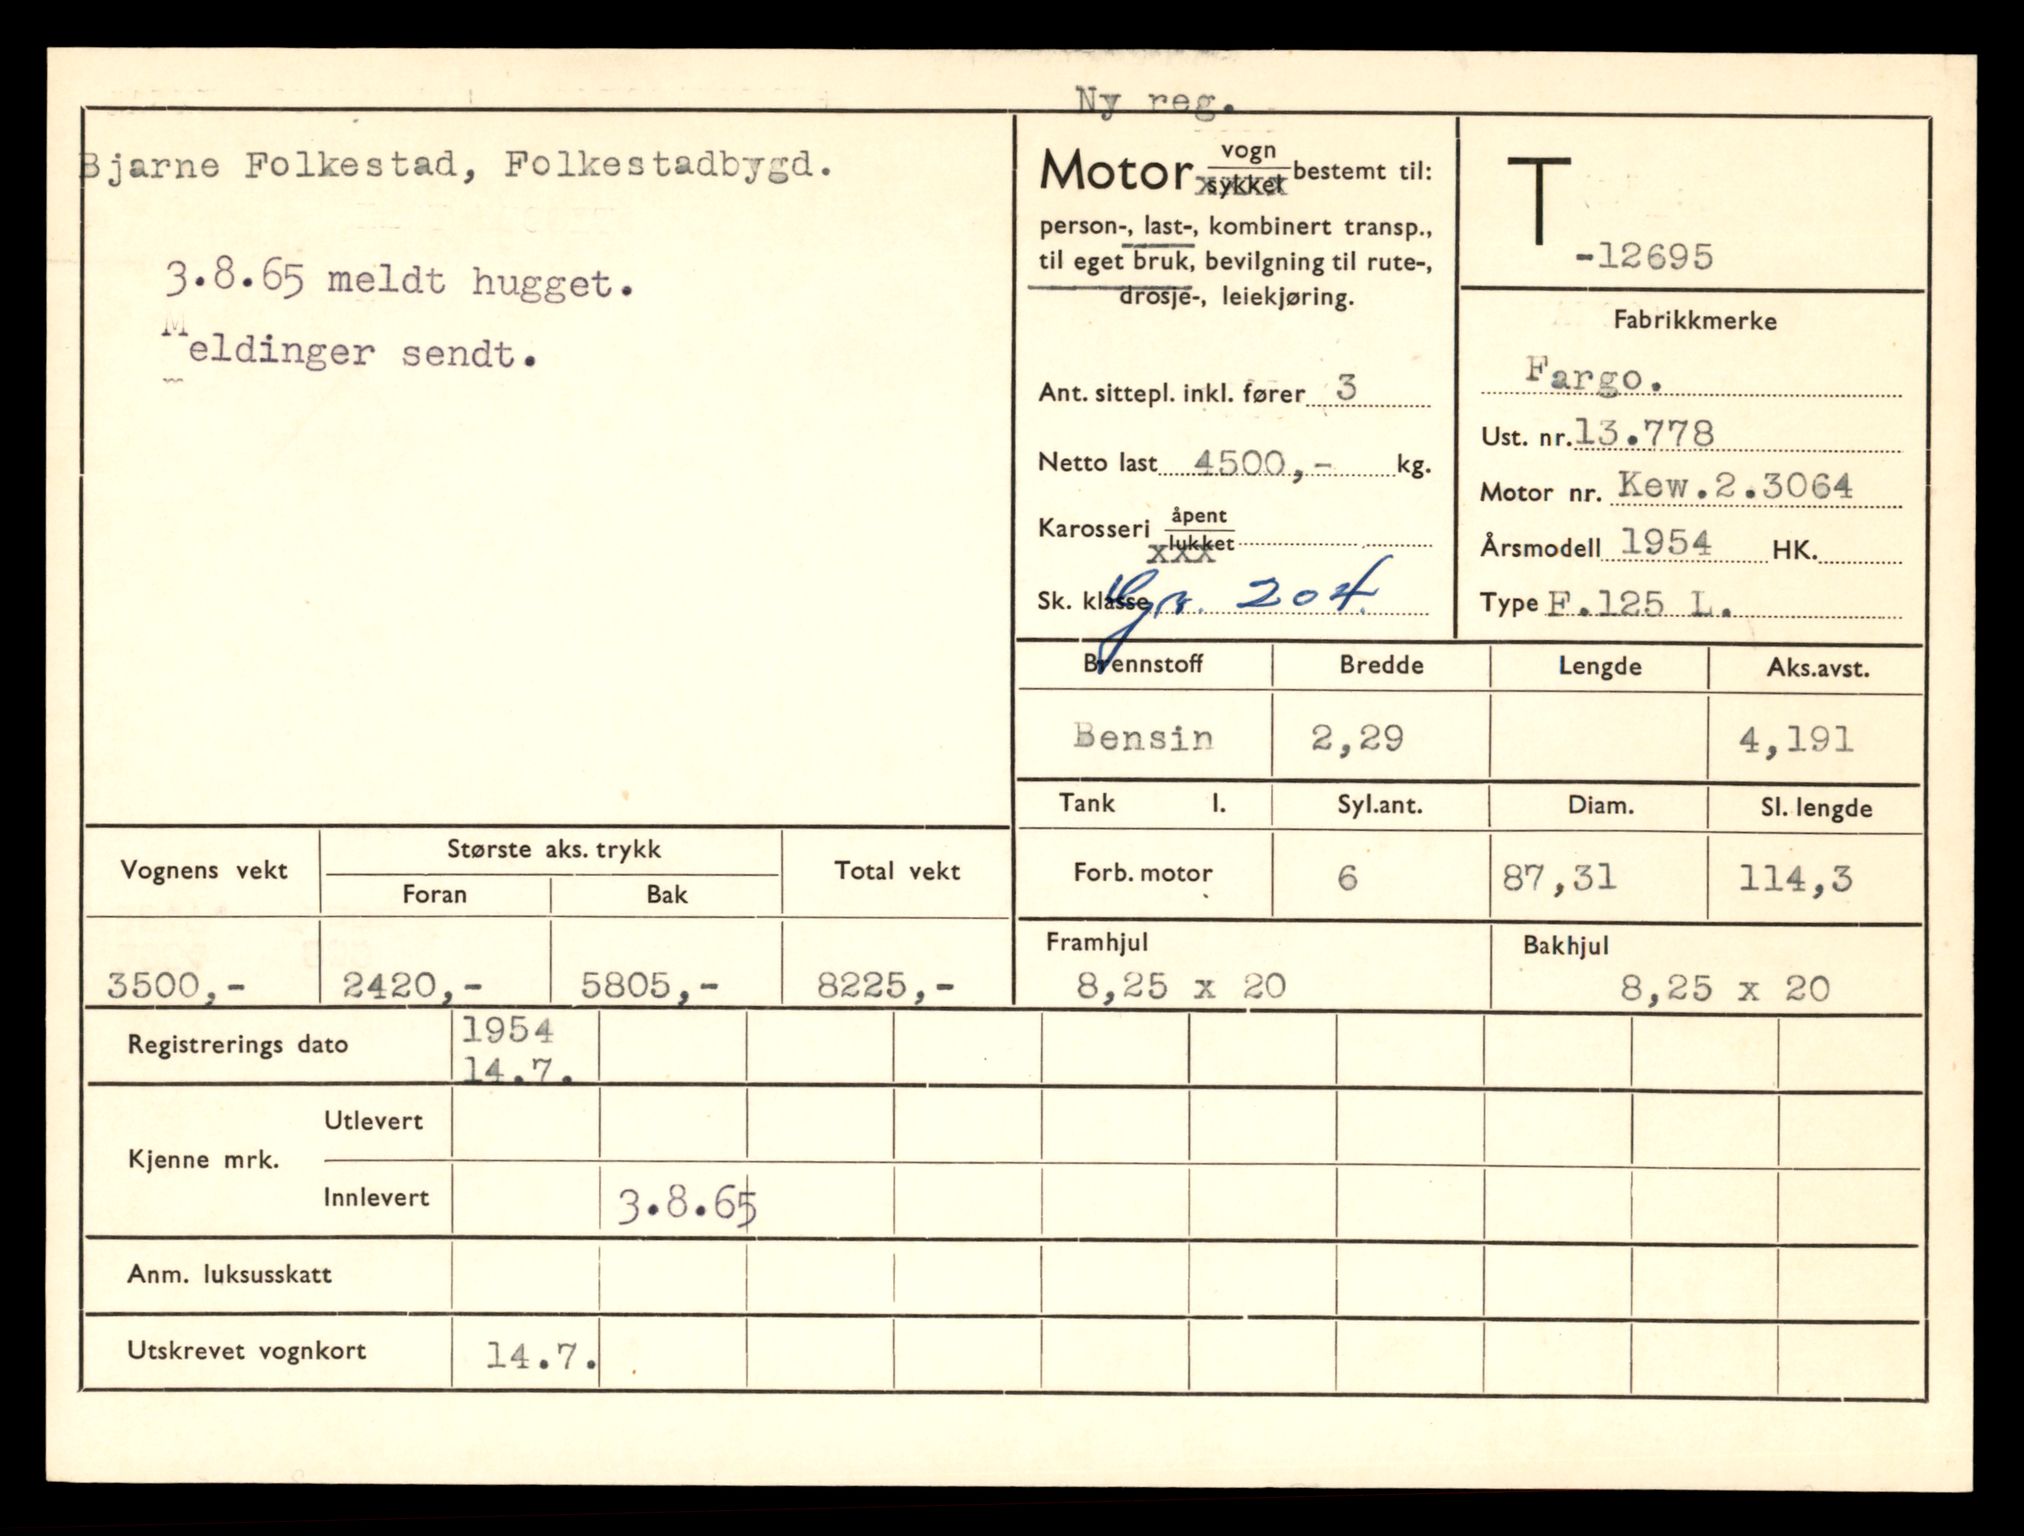 Ny reg.
Bjarne Folkestad, Folkestadbygd.
3.8.65 meldt hugget.
Meldinger sendt.
Motor vogn / sykkel bestemt til:
person-, last-, kombinert transp.,
til eget bruk, bevilgning til rute-,
drosje-, leiekjøring.
Ant. sittepl. inkl. fører 3
Netto last 4500,- kg.
Karosseri åpent / lukket
xxx
Sk. klasse Gr. 204
T
-12695
Fabrikkmerke
Fargo.
Ust. nr. 13.778
Motor nr. Kew.2.3064
Årsmodell 1954 HK.
Type F.125 L.
Brennstoff Bredde Lengde Aks.avst.
Bensin 2,29 4,191
Tank l. Syl.ant. Diam. Sl. lengde
Forb. motor 6 87,31 114,3
Framhjul Bakhjul
8,25 x 20 8,25 x 20
Vognens vekt Største aks. trykk Total vekt
Foran Bak
3500,- 2420,- 5805,- 8225,-
Registrerings dato 1954
14.7.
Kjenne mrk.
Utlevert
Innlevert 3.8.65
Anm. luksusskatt
Utskrevet vognkort 14.7.